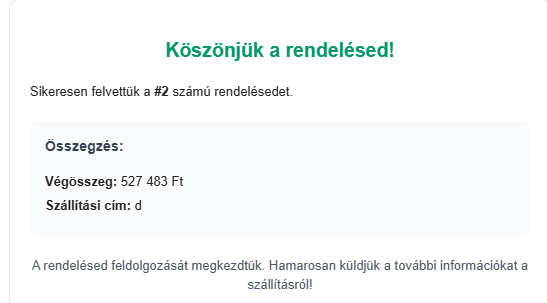 Köszönjük a rendelésed!
Sikeresen felvettük a #2 számú rendelésedet.
Összegzés:
Végösszeg: 527 483 Ft
Szállítási cím: d
A rendelésed feldolgozását megkezdtük. Hamarosan küldjük a további információkat a
szállításról!